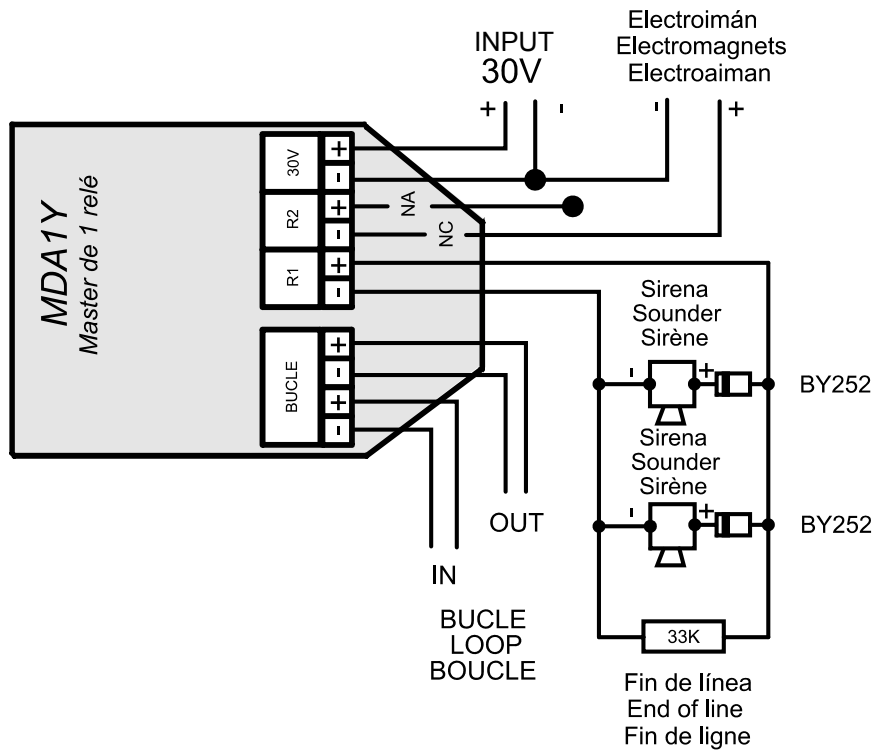 INPUT
30V
+ -
Electroimán
Electromagnets
Electroaiman
- +
MDA1Y
Master de 1 relé
30V
+
-
R2
+
-
R1
+
-
NA
NC
BUCLE
+
-
+
-
OUT
IN
BUCLE
LOOP
BOUCLE
Sirena
Sounder
Sirène
- +
BY252
Sirena
Sounder
Sirène
- +
BY252
33K
Fin de línea
End of line
Fin de ligne